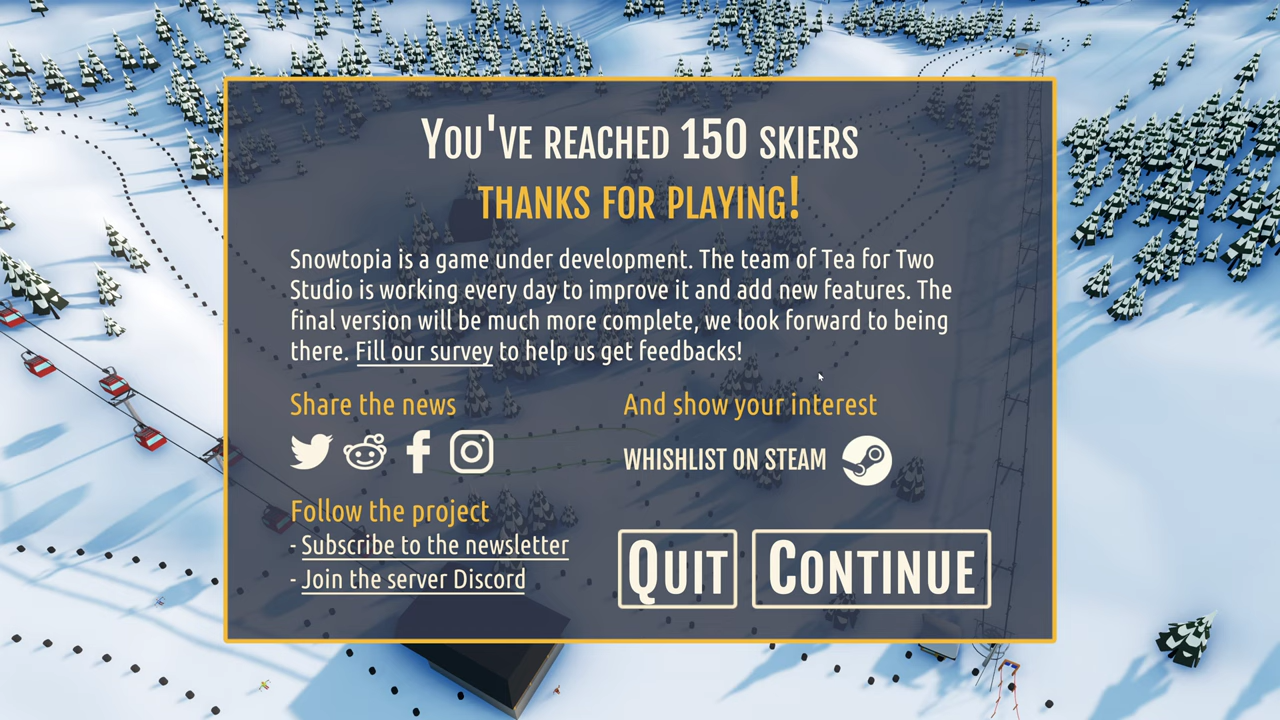 You've reached 150 skiers
thanks for playing!
Snowtopia is a game under development. The team of Tea for Two
Studio is working every day to improve it and add new features. The
final version will be much more complete, we look forward to being
there. Fill our survey to help us get feedbacks!
Share the news
And show your interest
WHISHLIST ON STEAM
Follow the project
- Subscribe to the newsletter
- Join the server Discord
Quit
Continue